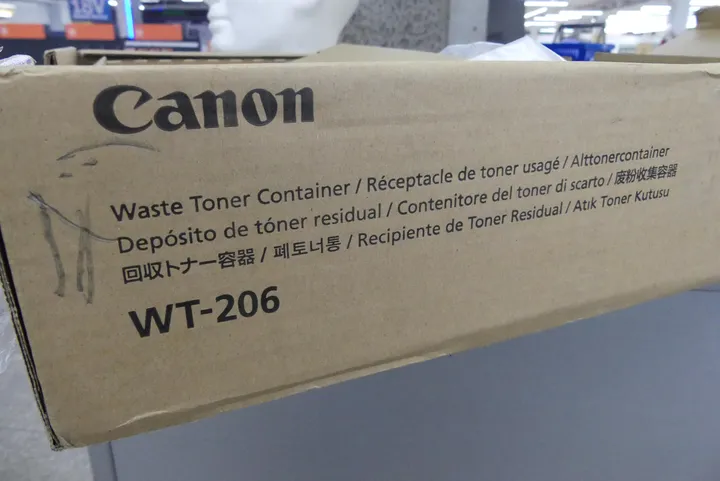 18V
Canon
Waste Toner Container / Réceptacle de toner usagé / Alttonercontainer
Depósito de tóner residual / Contenitore del toner di scarto / 废粉收集容器
回収トナー容器 / 폐토너통 / Recipiente de Toner Residual / Atık Toner Kutusu
WT-206